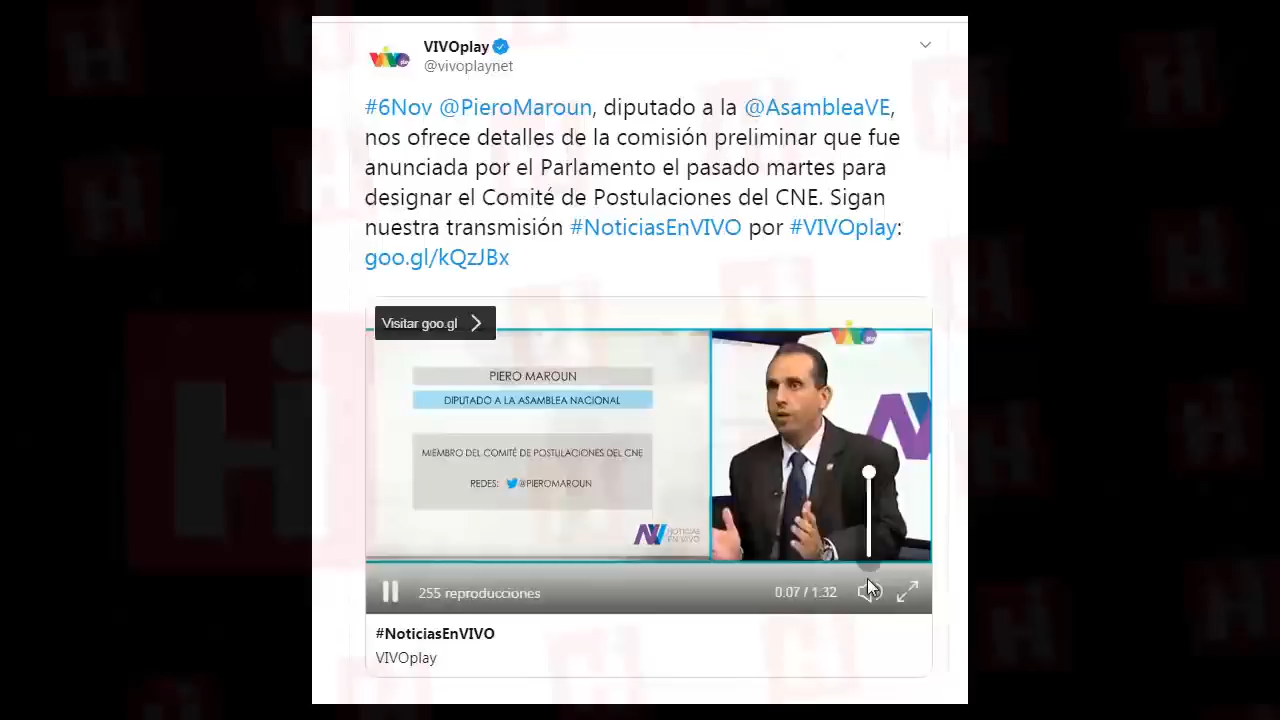 VIVOplay
@vivoplaynet
#6Nov @PieroMaroun, diputado a la @AsambleaVE,
nos ofrece detalles de la comisión preliminar que fue
anunciada por el Parlamento el pasado martes para
designar el Comité de Postulaciones del CNE. Sigan
nuestra transmisión #NoticiasEnVIVO por #VIVOplay:
goo.gl/kQzJBx
Visitar goo.gl
vivo
PIERO MAROUN
DIPUTADO A LA ASAMBLEA NACIONAL
MIEMBRO DEL COMITÉ DE POSTULACIONES DEL CNE
REDES: @PIEROMAROUN
NOTICIAS
EN VIVO
255 reproducciones
0:07 / 1:32
#NoticiasEnVIVO
VIVOplay